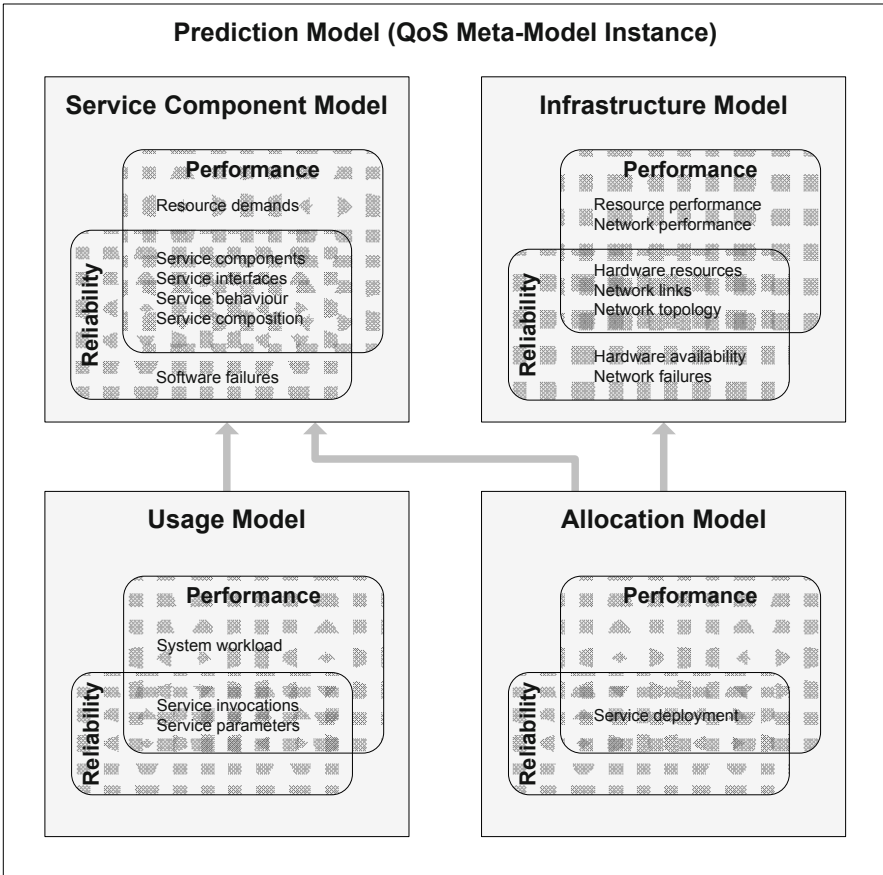 Prediction Model (QoS Meta-Model Instance)
Service Component Model
Performance
Resource demands
Service components
Service interfaces
Service behaviour
Service composition
Reliability
Software failures
Infrastructure Model
Performance
Resource performance
Network performance
Hardware resources
Network links
Network topology
Reliability
Hardware availability
Network failures
Usage Model
Performance
System workload
Service invocations
Service parameters
Reliability
Allocation Model
Performance
Service deployment
Reliability